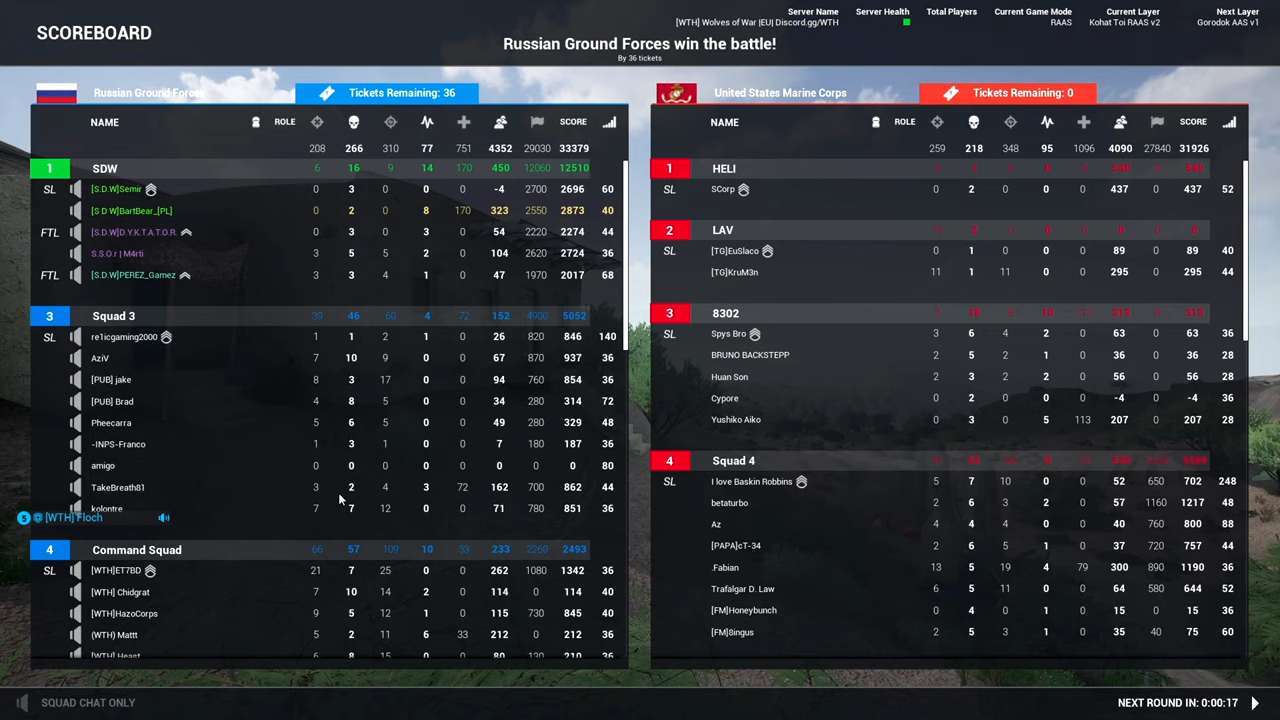 SCOREBOARD
Server Name Server Health Total Players Current Game Mode Current Layer Next Layer
[WTH] Wolves of War |EU| Discord.gg/WTH RAAS Kohat Toi RAAS v2 Gorodok AAS v1
Russian Ground Forces win the battle!
By 36 tickets
Russian Ground Forces Tickets Remaining: 36
NAME ROLE SCORE
208 266 310 77 751 4352 29030 33379
1 SDW 6 16 9 14 170 450 12060 12510
SL [S.D.W]Semir 0 3 0 0 0 -4 2700 2696 60
[S D W]BartBear_[PL] 0 2 0 8 170 323 2550 2873 40
FTL [S.D.W]D.Y.K.T.A.T.O.R. 0 3 0 3 0 54 2220 2274 44
S.S.O.r | M4rti 3 5 5 2 0 104 2620 2724 36
FTL [S.D.W]PEREZ_Gamez 3 3 4 1 0 47 1970 2017 68
3 Squad 3 39 46 60 4 72 152 4900 5052
SL re1icgaming2000 1 1 2 1 0 26 820 846 140
AziV 7 10 9 0 0 67 870 937 36
[PUB] jake 8 3 17 0 0 94 760 854 36
[PUB] Brad 4 8 5 0 0 34 280 314 72
Pheecarra 5 6 5 0 0 49 280 329 48
-INPS-Franco 1 3 1 0 0 7 180 187 36
amigo 0 0 0 0 0 0 0 0 80
TakeBreath81 3 2 4 3 72 162 700 862 44
kolontre 7 7 12 0 0 71 780 851 36
5 [WTH] Floch
4 Command Squad 66 57 109 10 33 233 2260 2493
SL [WTH]ET7BD 21 7 25 0 0 262 1080 1342 36
[WTH] Chidgrat 7 10 14 2 0 114 0 114 40
[WTH]HazoCorps 9 5 12 1 0 115 730 845 40
(WTH) Mattt 5 2 11 6 33 212 0 212 36
[WTH] Heast 6 8 15 0 0 80 130 210 36
United States Marine Corps Tickets Remaining: 0
NAME ROLE SCORE
259 218 348 95 1096 4090 27840 31926
1 HELI
SL SCorp 0 2 0 0 0 437 0 437 52
2 LAV
SL [TG]EuSlaco 0 1 0 0 0 89 0 89 40
[TG]KruM3n 11 1 11 0 0 295 0 295 44
3 8302
SL Spys Bro 3 6 4 2 0 63 0 63 36
BRUNO BACKSTEPP 2 5 2 1 0 36 0 36 28
Huan Son 2 3 2 2 0 56 0 56 28
Cypore 0 2 0 0 0 -4 0 -4 36
Yushiko Aiko 0 3 0 5 113 207 0 207 28
4 Squad 4
SL I love Baskin Robbins 5 7 10 0 0 52 650 702 248
betaturbo 2 6 3 2 0 57 1160 1217 48
Az 4 4 4 0 0 40 760 800 88
[PAPA]cT-34 2 6 5 1 0 37 720 757 44
.Fabian 13 5 19 4 79 300 890 1190 36
Trafalgar D. Law 6 5 11 0 0 64 580 644 52
[FM]Honeybunch 0 4 0 1 0 15 0 15 36
[FM]8ingus 2 5 3 1 0 35 40 75 60
SQUAD CHAT ONLY
NEXT ROUND IN: 0:00:17